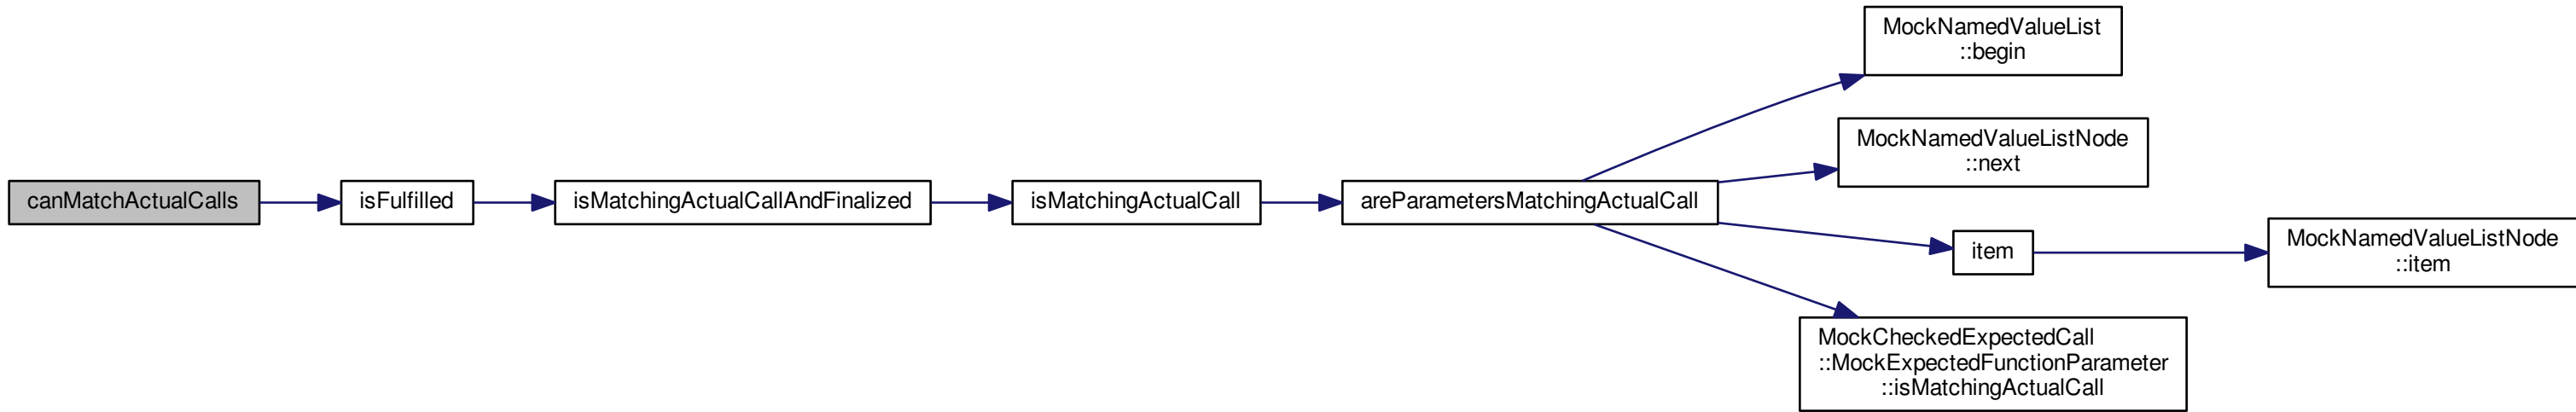 canMatchActualCalls
isFulfilled
isMatchingActualCallAndFinalized
isMatchingActualCall
areParametersMatchingActualCall
MockNamedValueList
::begin
MockNamedValueListNode
::next
item
MockNamedValueListNode
::item
MockCheckedExpectedCall
::MockExpectedFunctionParameter
::isMatchingActualCall